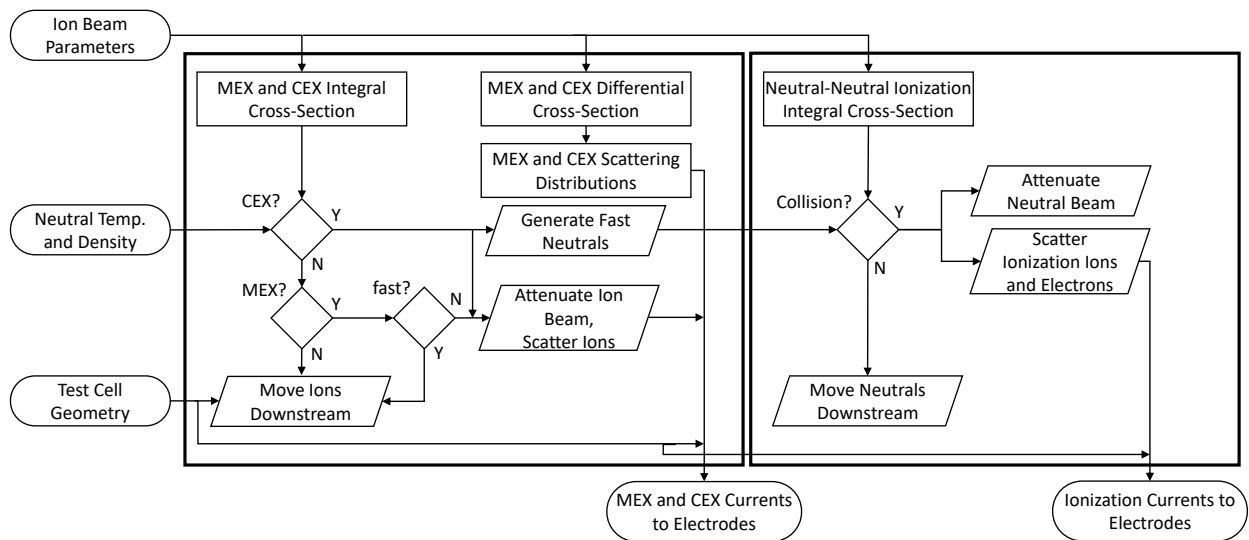 Ion Beam
Parameters
MEX and CEX Integral
Cross-Section
MEX and CEX Differential
Cross-Section
Neutral-Neutral Ionization
Integral Cross-Section
MEX and CEX Scattering
Distributions
Attenuate
Neutral Beam
CEX?
Y
N
Neutral Temp.
and Density
Generate Fast
Neutrals
Collision?
Y
N
Scatter
Ionization Ions
and Electrons
MEX?
Y
N
fast?
N
Y
Attenuate Ion
Beam,
Scatter Ions
Test Cell
Geometry
Move Ions
Downstream
Move Neutrals
Downstream
MEX and CEX Currents
to Electrodes
Ionization Currents to
Electrodes